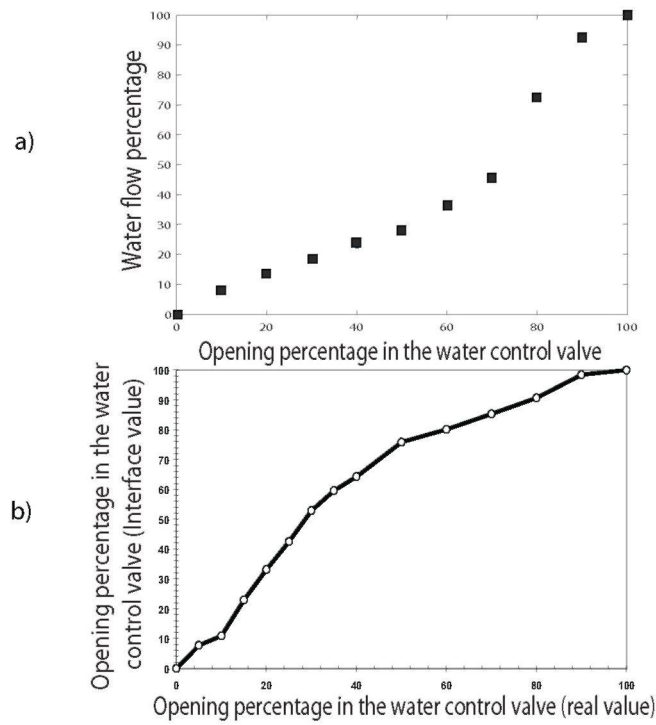 a)
Water flow percentage
100
90
80
70
60
50
40
30
20
10
0
0 20 40 60 80 100
Opening percentage in the water control valve
b)
Opening percentage in the water
control valve (Interface value)
100
90
80
70
60
50
40
30
20
10
0
0 20 40 60 80 100
Opening percentage in the water control valve (real value)